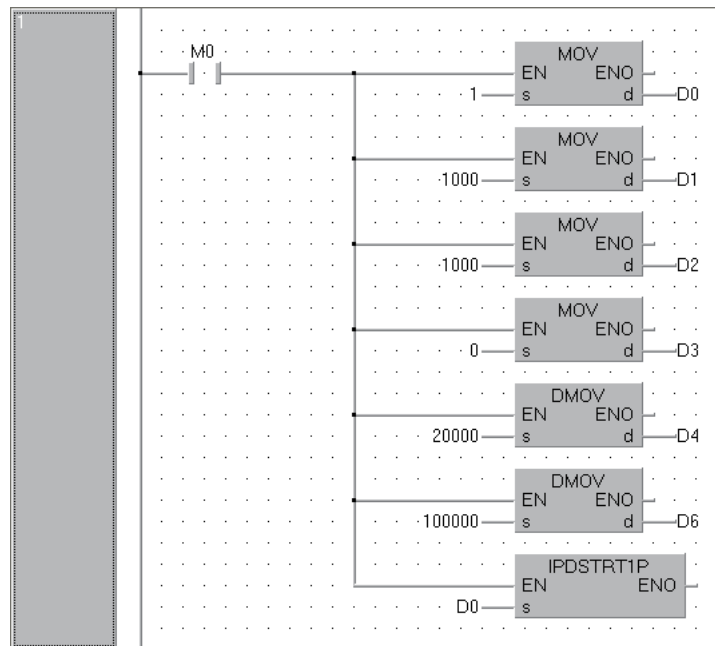 1
M0
MOV
EN ENO
1 s d D0
MOV
EN ENO
1000 s d D1
MOV
EN ENO
1000 s d D2
MOV
EN ENO
0 s d D3
DMOV
EN ENO
20000 s d D4
DMOV
EN ENO
100000 s d D6
IPDSTRT1P
EN ENO
D0 s